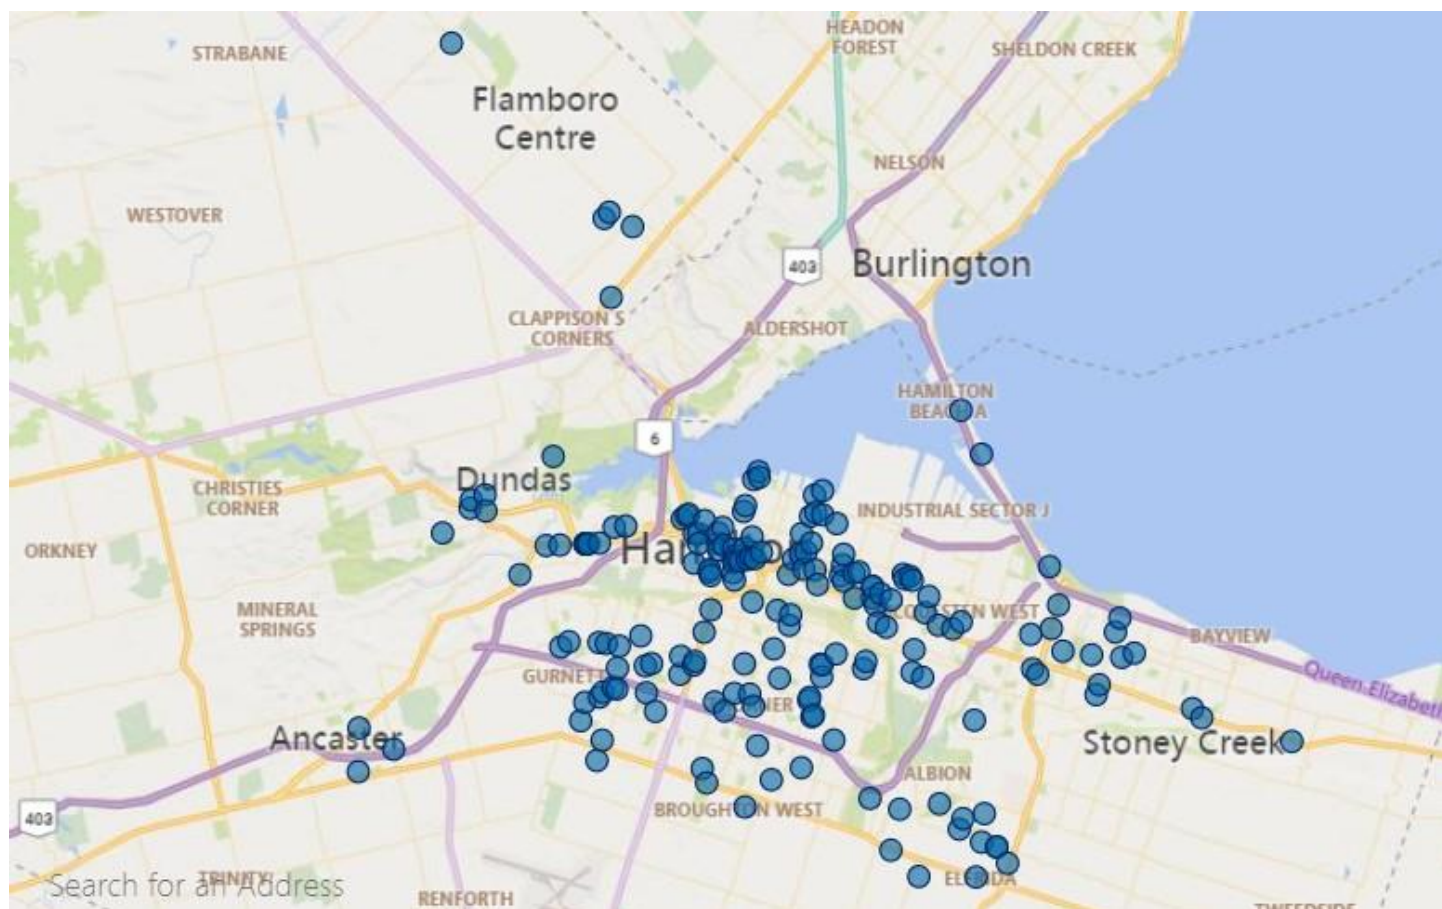 HEADON
FOREST
STRABANE
SHELDON CREEK
Flamboro
Centre
NELSON
WESTOVER
403
Burlington
CLAPPISON S
CORNERS
ALDERSHOT
HAMILTON
6
Dundas
CHRISTIES
CORNER
INDUSTRIAL SECTOR J
ORKNEY
MINERAL
SPRINGS
WEST
BAYVIEW
Queen Elizabeth
Ancaster
Stoney Creek
ALBION
BROUGHTON WEST
403
TRINITY
Search for an Address
RENFORTH